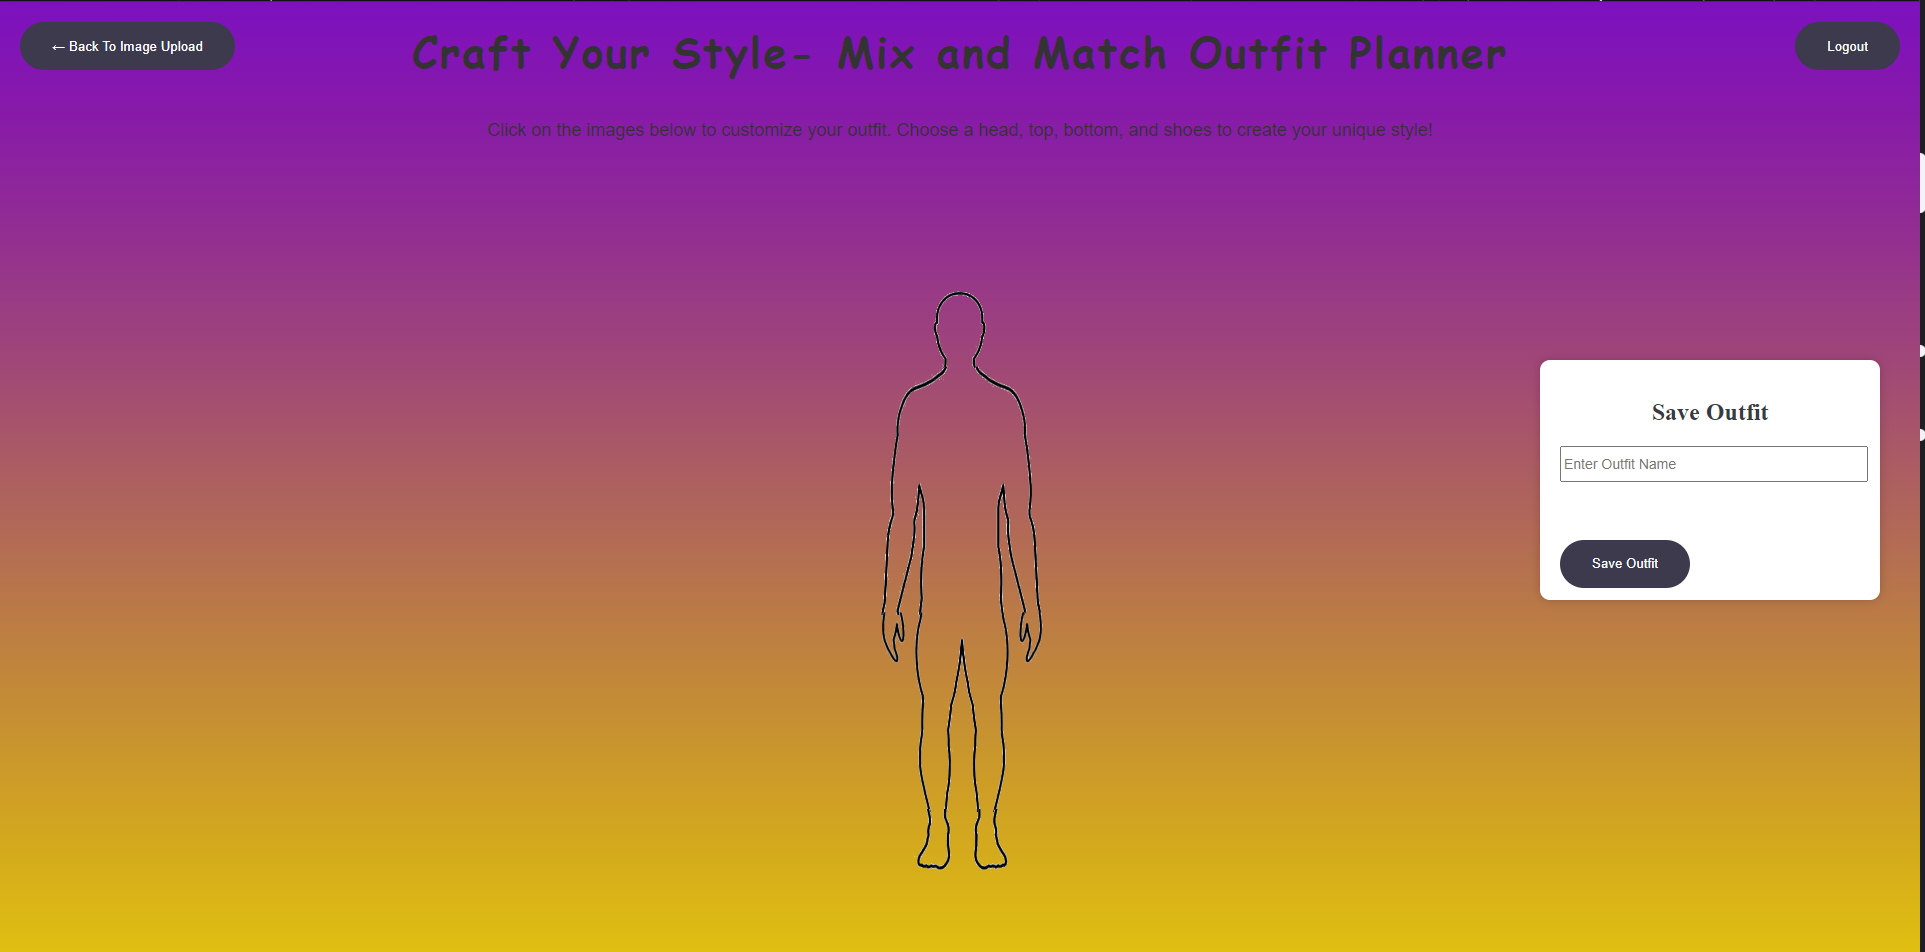 ← Back To Image Upload
Craft Your Style- Mix and Match Outfit Planner
Logout
Click on the images below to customize your outfit. Choose a head, top, bottom, and shoes to create your unique style!
Save Outfit
Enter Outfit Name
Save Outfit